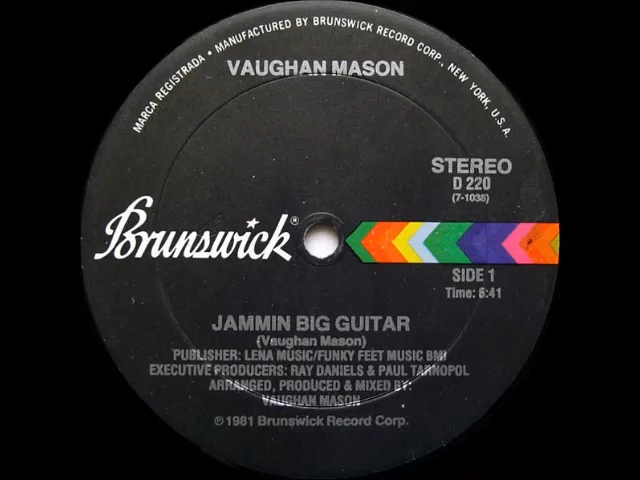 MARCA REGISTRADA • MANUFACTURED BY BRUNSWICK RECORD CORP., NEW YORK, U.S.A.
VAUGHAN MASON
STEREO
D 220
(7-1038)
Brunswick®
SIDE 1
Time: 6:41
JAMMIN BIG GUITAR
(Vaughan Mason)
PUBLISHER: LENA MUSIC/FUNKY FEET MUSIC BMI
EXECUTIVE PRODUCERS: RAY DANIELS & PAUL TARNOPOL
ARRANGED, PRODUCED & MIXED BY:
VAUGHAN MASON
℗ 1981 Brunswick Record Corp.